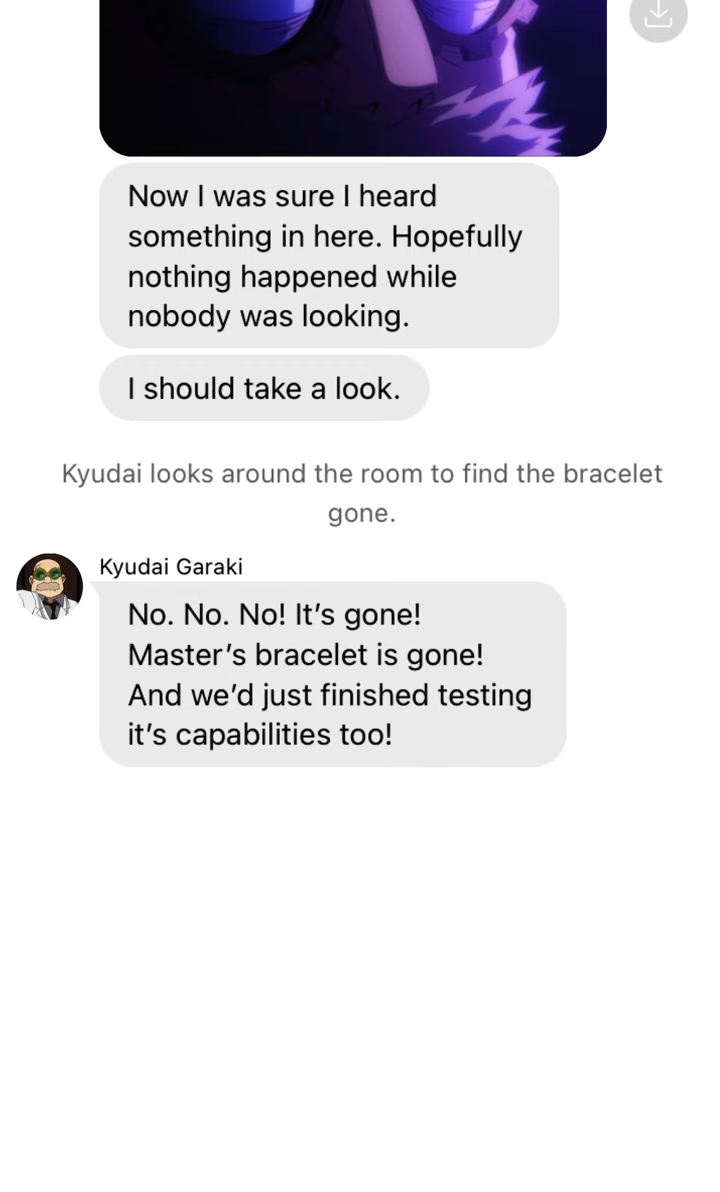 Now I was sure I heard
something in here. Hopefully
nothing happened while
nobody was looking.
I should take a look.
Kyudai looks around the room to find the bracelet
gone.
Kyudai Garaki
No. No. No! It’s gone!
Master’s bracelet is gone!
And we’d just finished testing
it’s capabilities too!